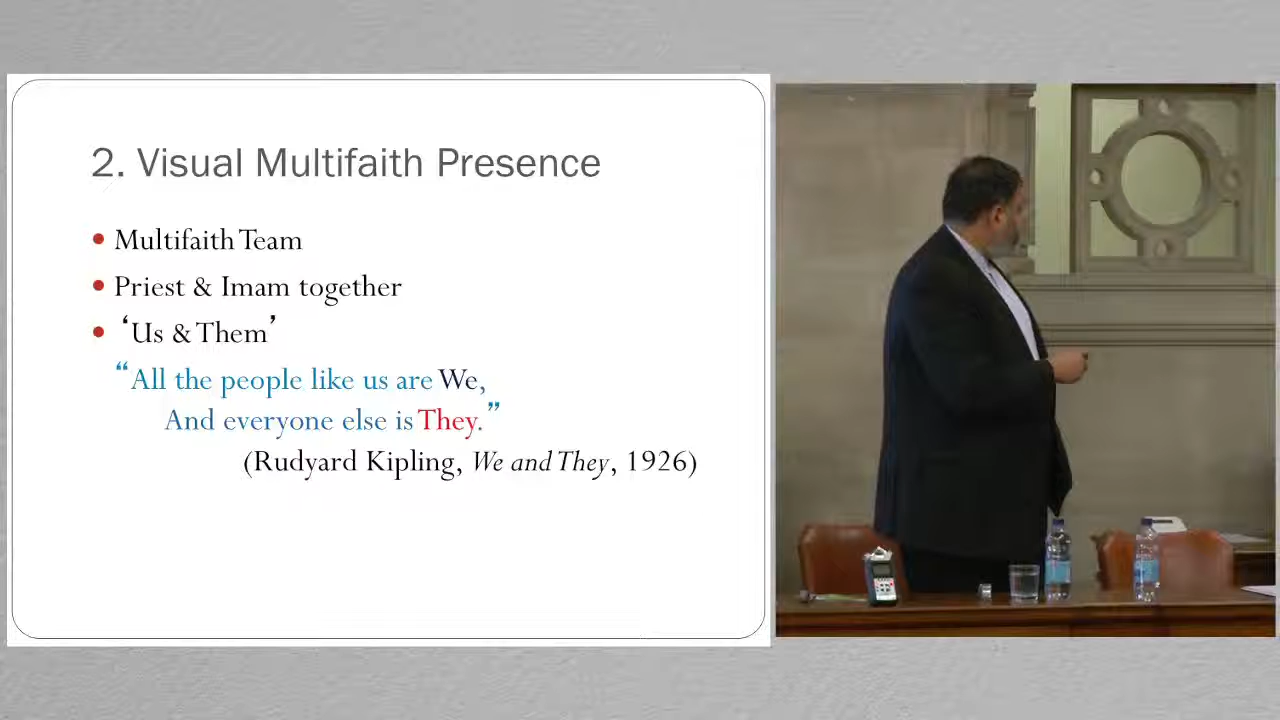 2. Visual Multifaith Presence
Multifaith Team
Priest & Imam together
‘Us & Them’
“All the people like us are We,
And everyone else is They.”
(Rudyard Kipling, We and They, 1926)